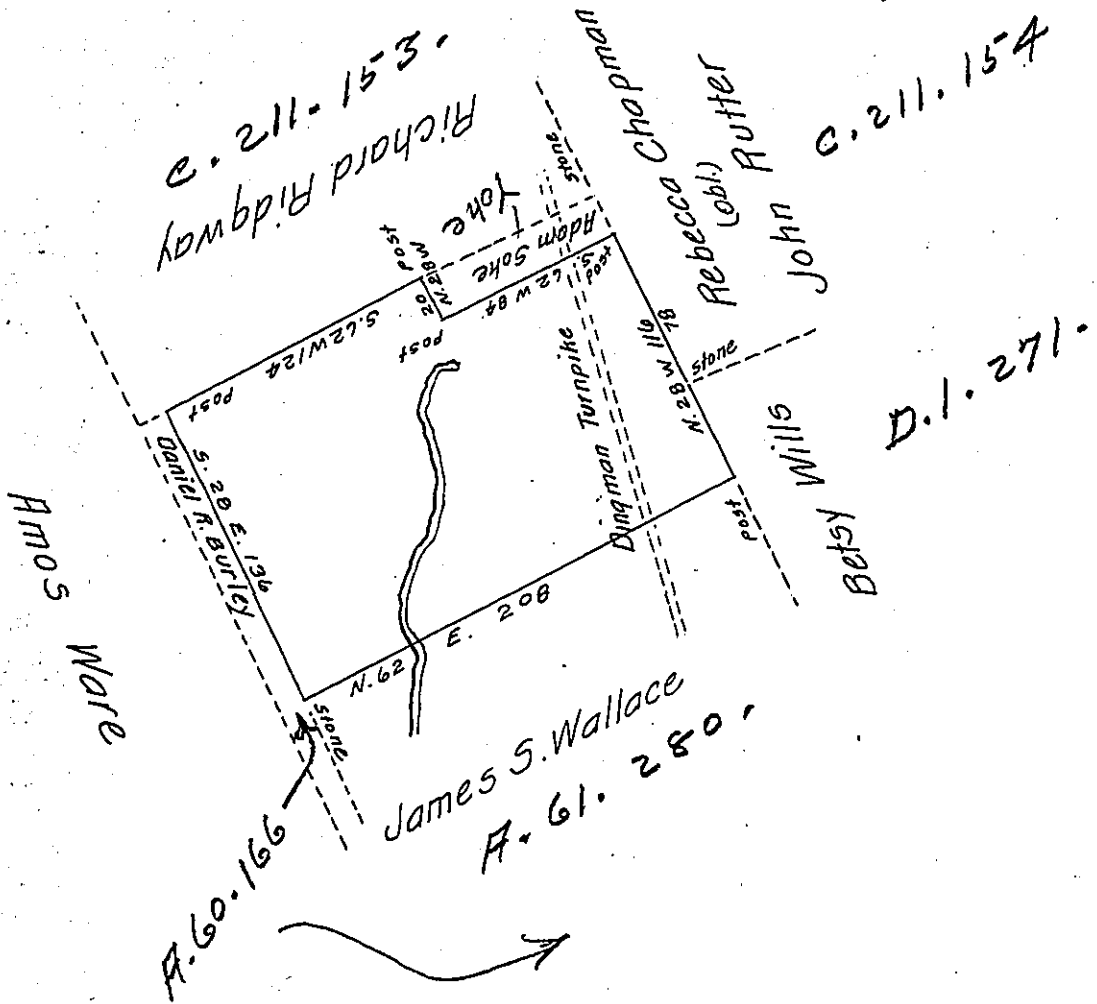 C. 211. 153.
Richard Ridgway
Yohe
Adam Sohe
Stone
Rebecca Chapman
(obl.)
John Rutter
C. 211. 154
Post
N. 28 W
20
Post
S. 62 W 84
Post
S. 62 W 124
Post
Daniel R. Burley
S. 28 E. 136
Amos Ware
Dingman Turnpike
N. 28 W 116
78
Stone
D. 1. 271.
Betsy Wills
Post
N. 62 E. 208
Stone
James S. Wallace
A. 61. 280.
A. 60. 166